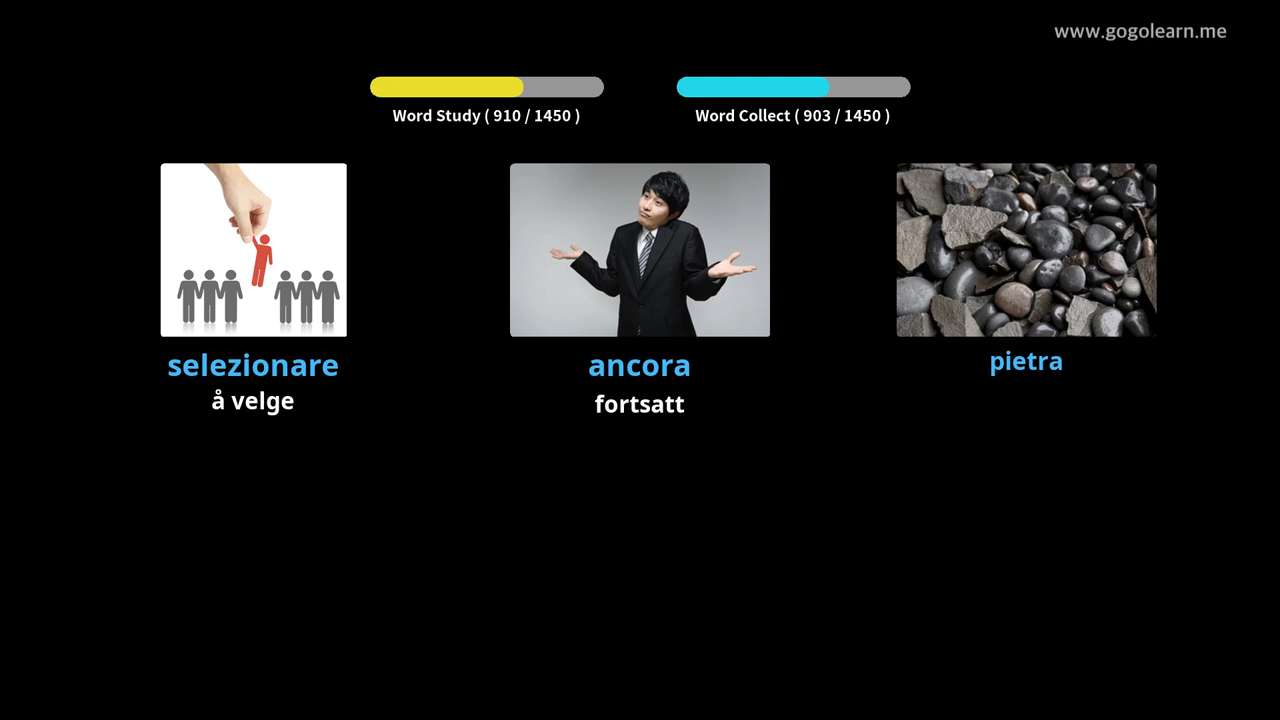 www.gogolearn.me
Word Study ( 910 / 1450 )
Word Collect ( 903 / 1450 )
selezionare
å velge
ancora
fortsatt
pietra